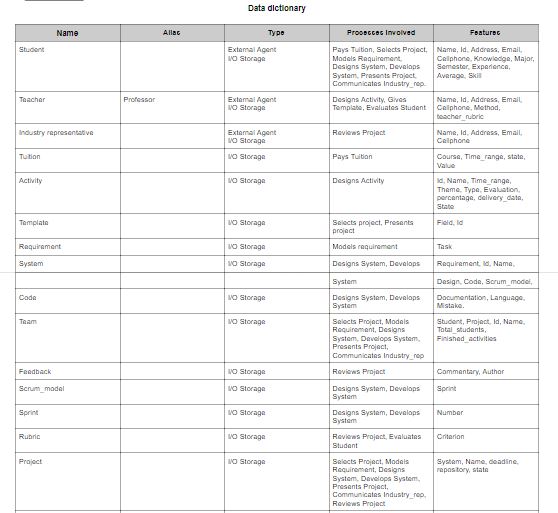 Data dictionary
Name Alias Type Processes Involved Features
Student External Agent Pays Tuition, Selects Project, Name, Id, Address, Email,
I/O Storage Models Requirement, Cellphone, Knowledge, Major,
Designs System, Develops Semester, Experience,
System, Presents Project, Average, Skill
Communicates Industry_rep.
Teacher Professor External Agent Designs Activity, Gives Name, Id, Address, Email,
I/O Storage Template, Evaluates Student Cellphone, Method,
teacher_rubric
Industry representative External Agent Reviews Project Name, Id, Address, Email,
I/O Storage Cellphone
Tuition I/O Storage Pays Tuition Course, Time_range, state,
Value
Activity I/O Storage Designs Activity Id, Name, Time_range,
Theme, Type, Evaluation,
percentage, delivery_date,
State
Template I/O Storage Selects project, Presents Field, Id
project
Requirement I/O Storage Models requirement Task
System I/O Storage Designs System, Develops Requirement, Id, Name,
System Design, Code, Scrum_model,
Code I/O Storage Designs System, Develops Documentation, Language,
System Mistake.
Team I/O Storage Selects Project, Models Student, Project, Id, Name,
Requirement, Designs Total_students,
System, Develops System, Finished_activities
Presents Project,
Communicates Industry_rep
Feedback I/O Storage Reviews Project Commentary, Author
Scrum_model I/O Storage Designs System, Develops Sprint
System
Sprint I/O Storage Designs System, Develops Number
System
Rubric I/O Storage Reviews Project, Evaluates Criterion
Student
Project I/O Storage Selects Project, Models System, Name, deadline,
Requirement, Designs repository, state
System, Develops System,
Presents Project,
Communicates Industry_rep,
Reviews Project